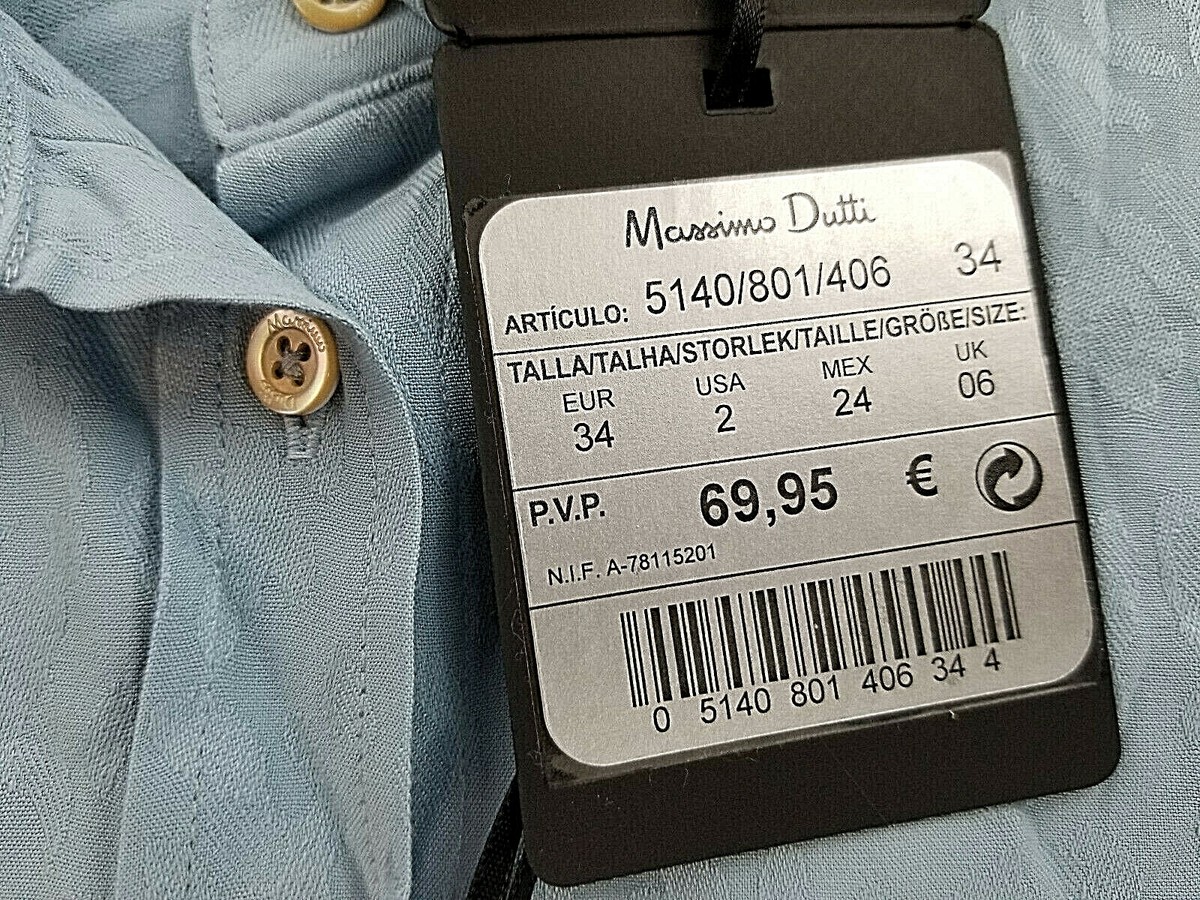 Massimo Dutti
ARTÍCULO: 5140/801/406 34
TALLA/TALHA/STORLEK/TAILLE/GRÖßE/SIZE:
EUR USA MEX UK
34 2 24 06
P.V.P. 69,95 €
N.I.F. A-78115201
0 5140 801 406 34 4
Massimo